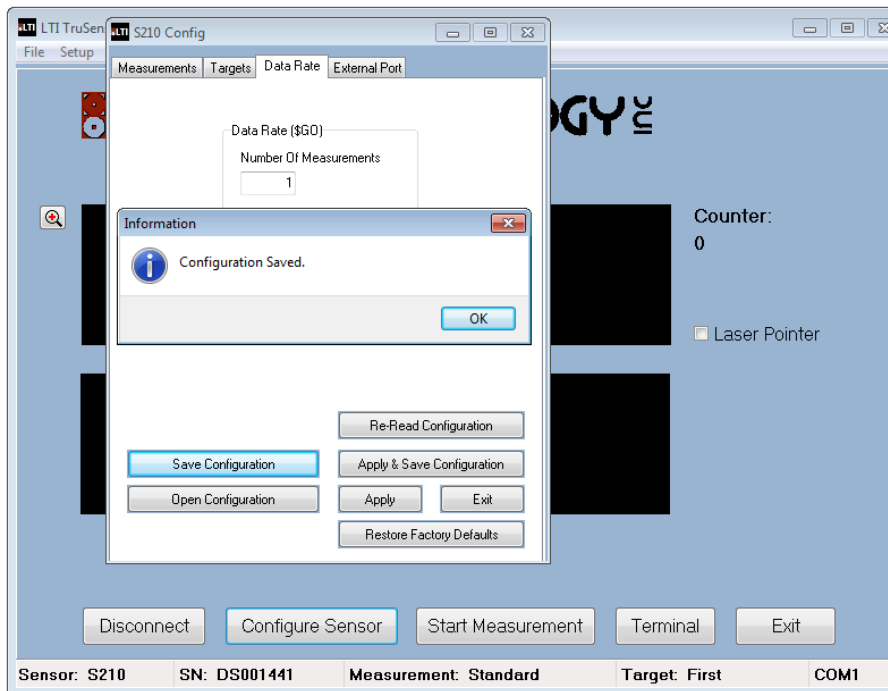 LTI TruSen
File Setup
LTI S210 Config
Measurements Targets Data Rate External Port
Data Rate ($GO)
Number Of Measurements
1
OGY INC
Information
Configuration Saved.
OK
Counter:
0
Laser Pointer
Re-Read Configuration
Save Configuration Apply & Save Configuration
Open Configuration Apply Exit
Restore Factory Defaults
Disconnect Configure Sensor Start Measurement Terminal Exit
Sensor: S210 SN: DS001441 Measurement: Standard Target: First COM1